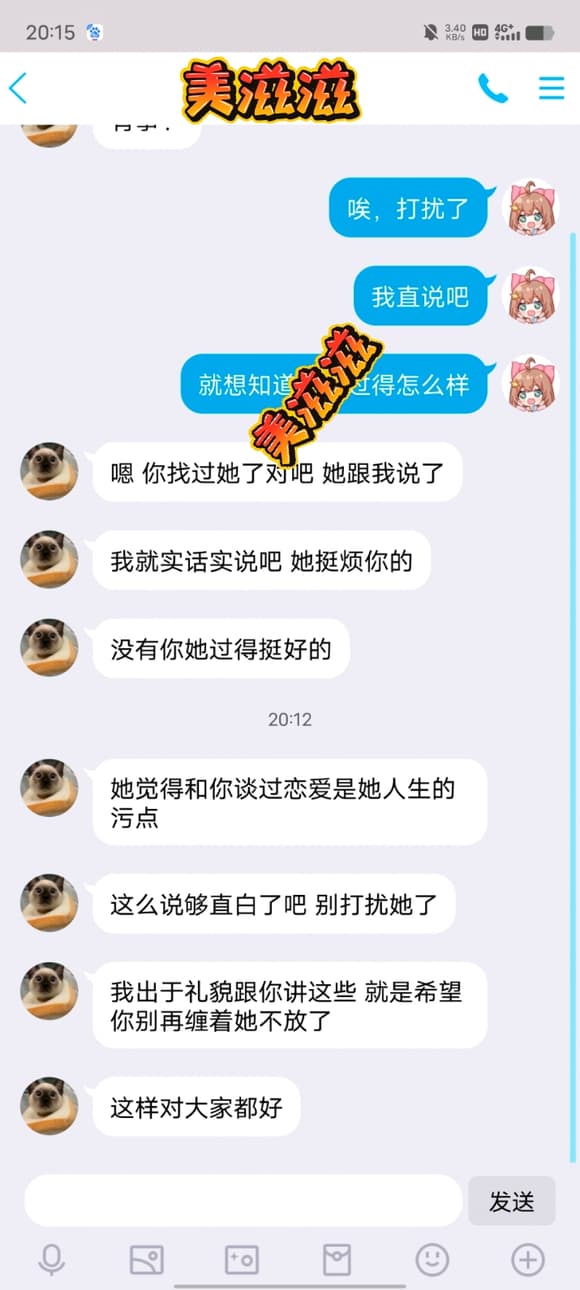 20:15
3.40
KB/s
HD
4G+
美滋滋
唉，打扰了
我直说吧
就想知道
过得怎么样
美滋滋
嗯 你找过她了对吧 她跟我说了
我就实话实说吧 她挺烦你的
没有你她过得挺好的
20:12
她觉得和你谈过恋爱是她人生的
污点
这么说够直白了吧 别打扰她了
我出于礼貌跟你讲这些 就是希望
你别再缠着她不放了
这样对大家都好
发送